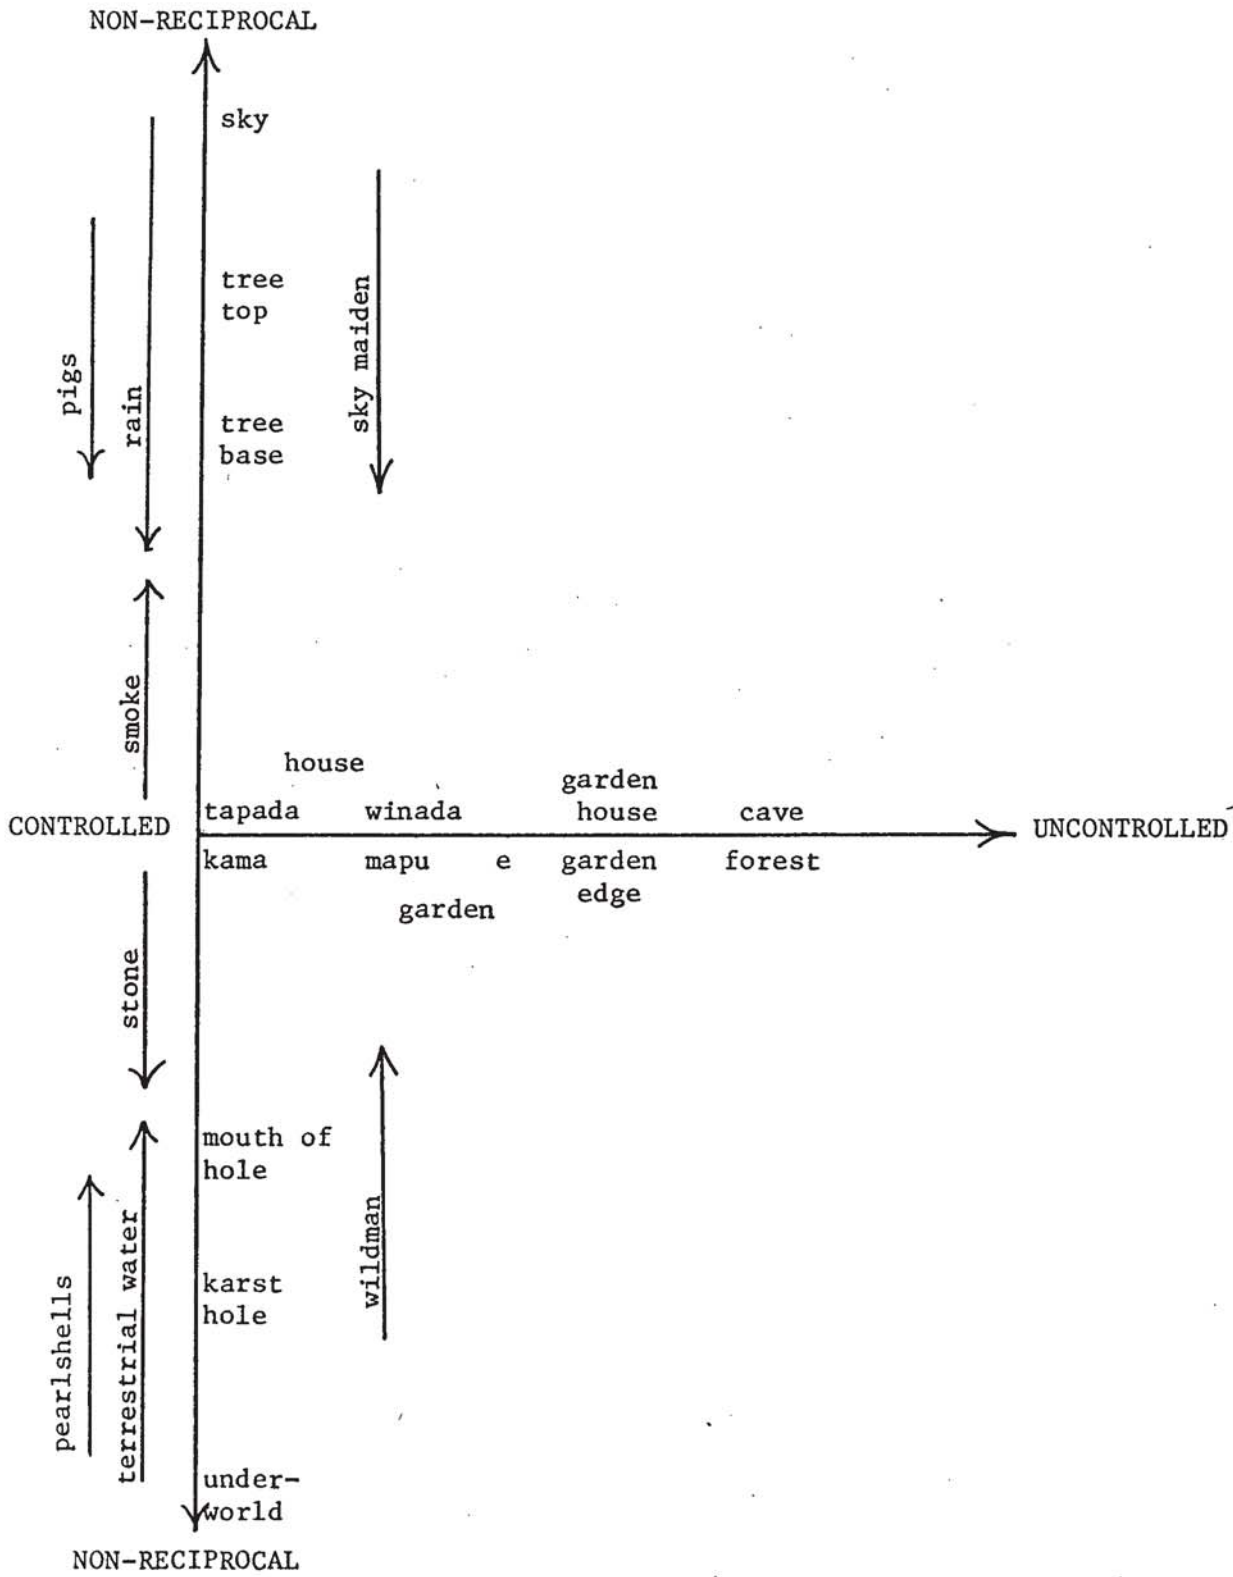 NON-RECIPROCAL
sky
tree
top
sky maiden
pigs
rain
tree
base
smoke
house
garden
tapada winada house cave
CONTROLLED UNCONTROLLED
kama mapu e garden forest
edge
garden
stone
mouth of
hole
wildman
karst
hole
pearlshells
terrestrial water
under-
world
NON-RECIPROCAL